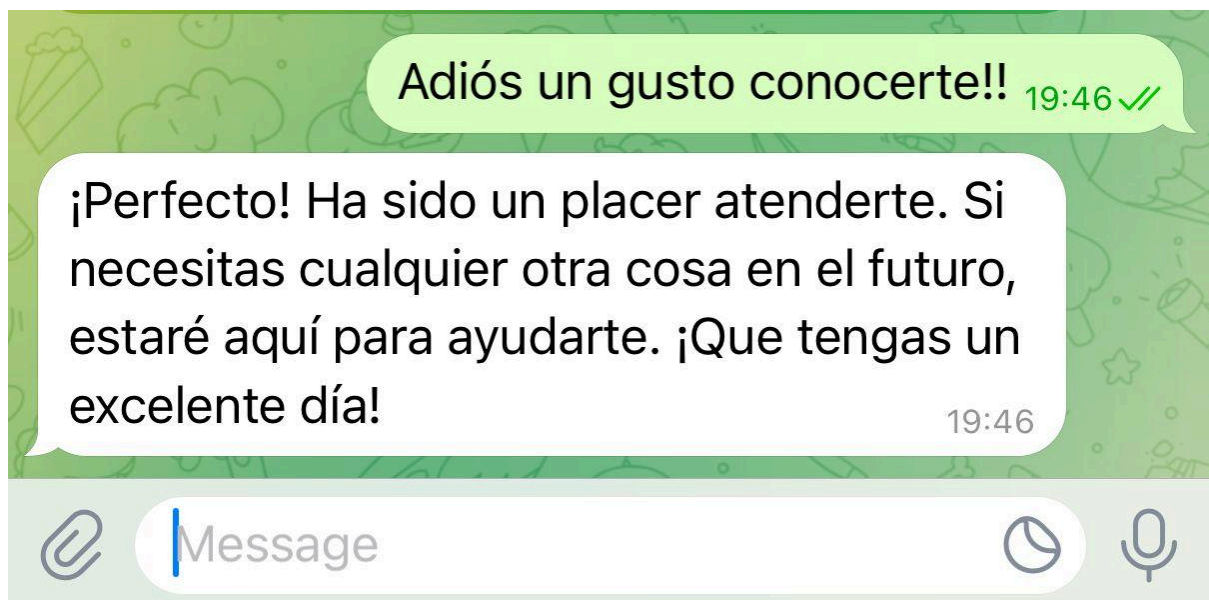 Adiós un gusto conocerte!! 19:46
¡Perfecto! Ha sido un placer atenderte. Si
necesitas cualquier otra cosa en el futuro,
estaré aquí para ayudarte. ¡Que tengas un
excelente día! 19:46
Message